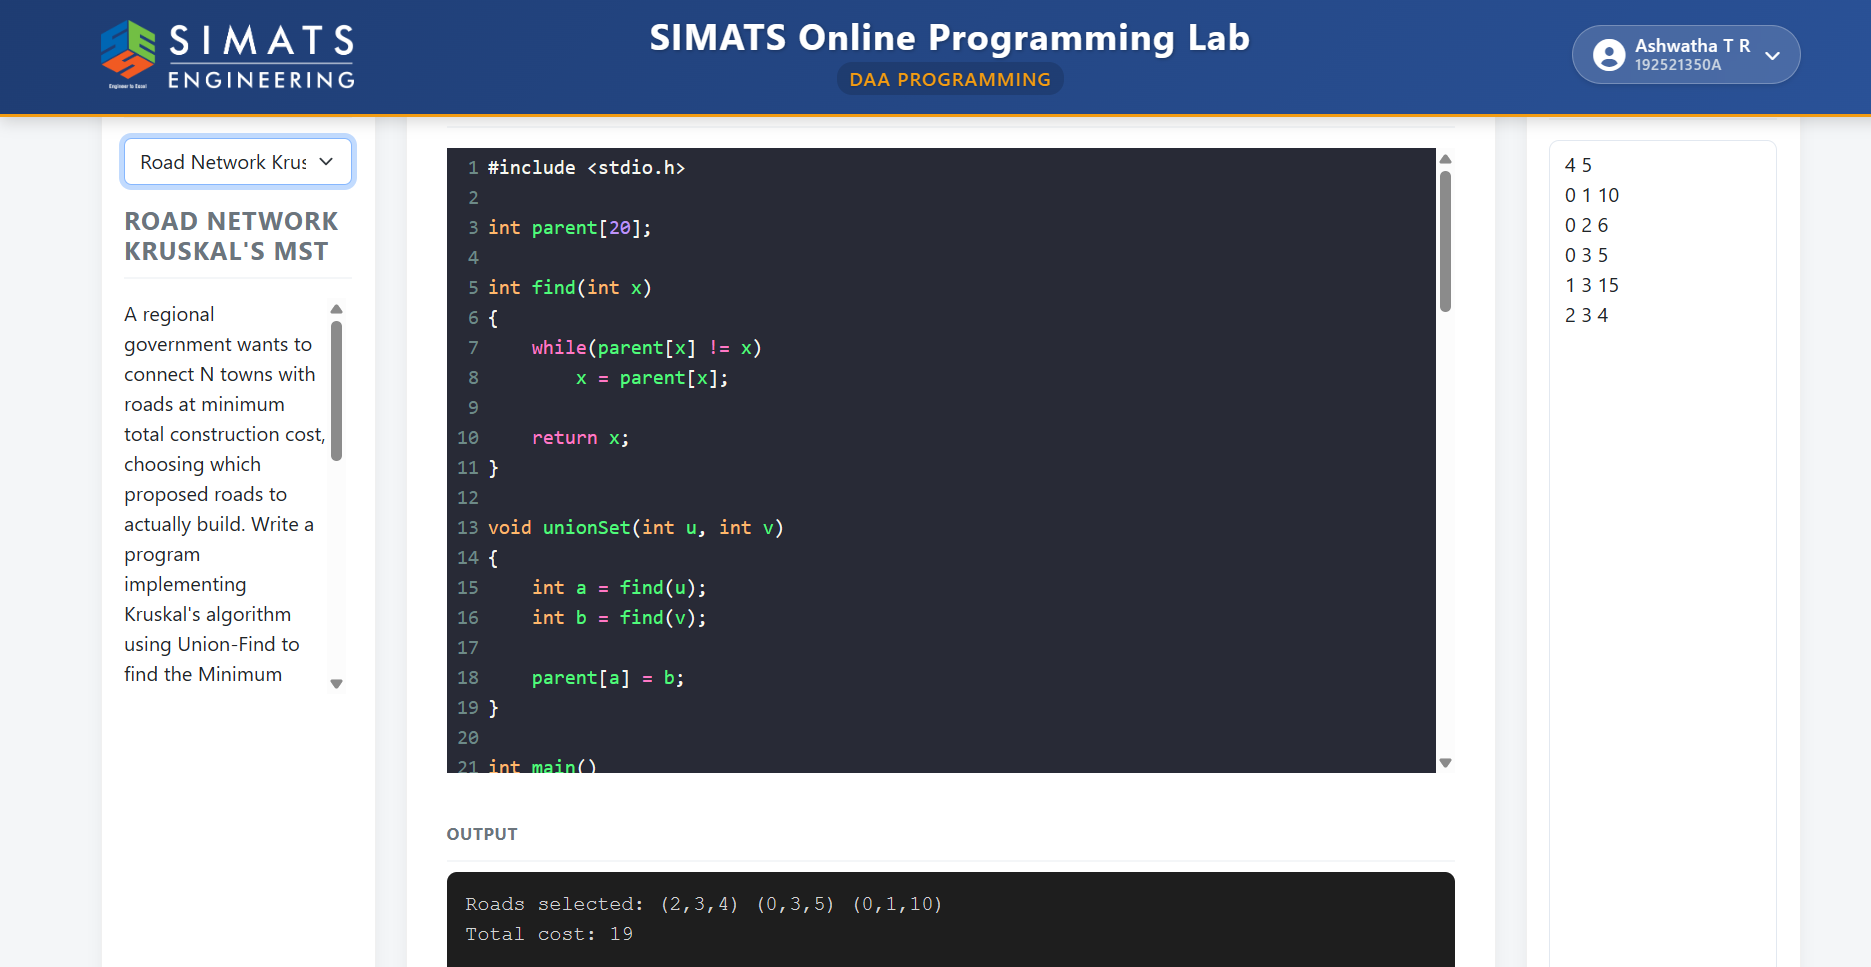 SIMATS
ENGINEERING
Engineer to Excel
SIMATS Online Programming Lab
DAA PROGRAMMING
Ashwatha T R
192521350A
Road Network Krus
ROAD NETWORK
KRUSKAL'S MST
A regional
government wants to
connect N towns with
roads at minimum
total construction cost,
choosing which
proposed roads to
actually build. Write a
program
implementing
Kruskal's algorithm
using Union-Find to
find the Minimum
1 #include <stdio.h>
2
3 int parent[20];
4
5 int find(int x)
6 {
7     while(parent[x] != x)
8         x = parent[x];
9
10     return x;
11 }
12
13 void unionSet(int u, int v)
14 {
15     int a = find(u);
16     int b = find(v);
17
18     parent[a] = b;
19 }
20
21 int main()
OUTPUT
Roads selected: (2,3,4) (0,3,5) (0,1,10)
Total cost: 19
4 5
0 1 10
0 2 6
0 3 5
1 3 15
2 3 4